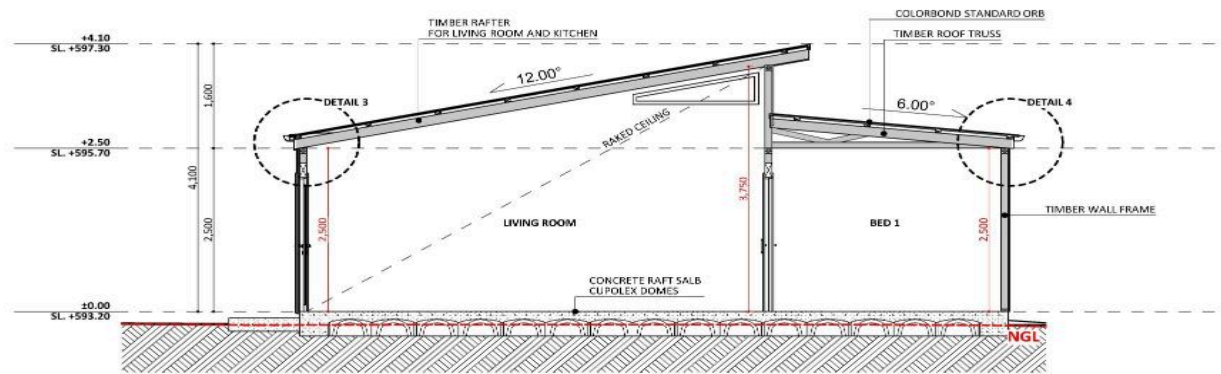 +4.10
SL. +597.30
TIMBER RAFTER
FOR LIVING ROOM AND KITCHEN
COLORBOND STANDARD ORB
TIMBER ROOF TRUSS
12.00°
6.00°
DETAIL 3
DETAIL 4
1,600
RAKED CEILING
+2.50
SL. +595.70
4,100
2,500
2,500
3,750
2,500
LIVING ROOM
BED 1
TIMBER WALL FRAME
CONCRETE RAFT SALB
CUPOLEX DOMES
±0.00
SL. +593.20
NGL